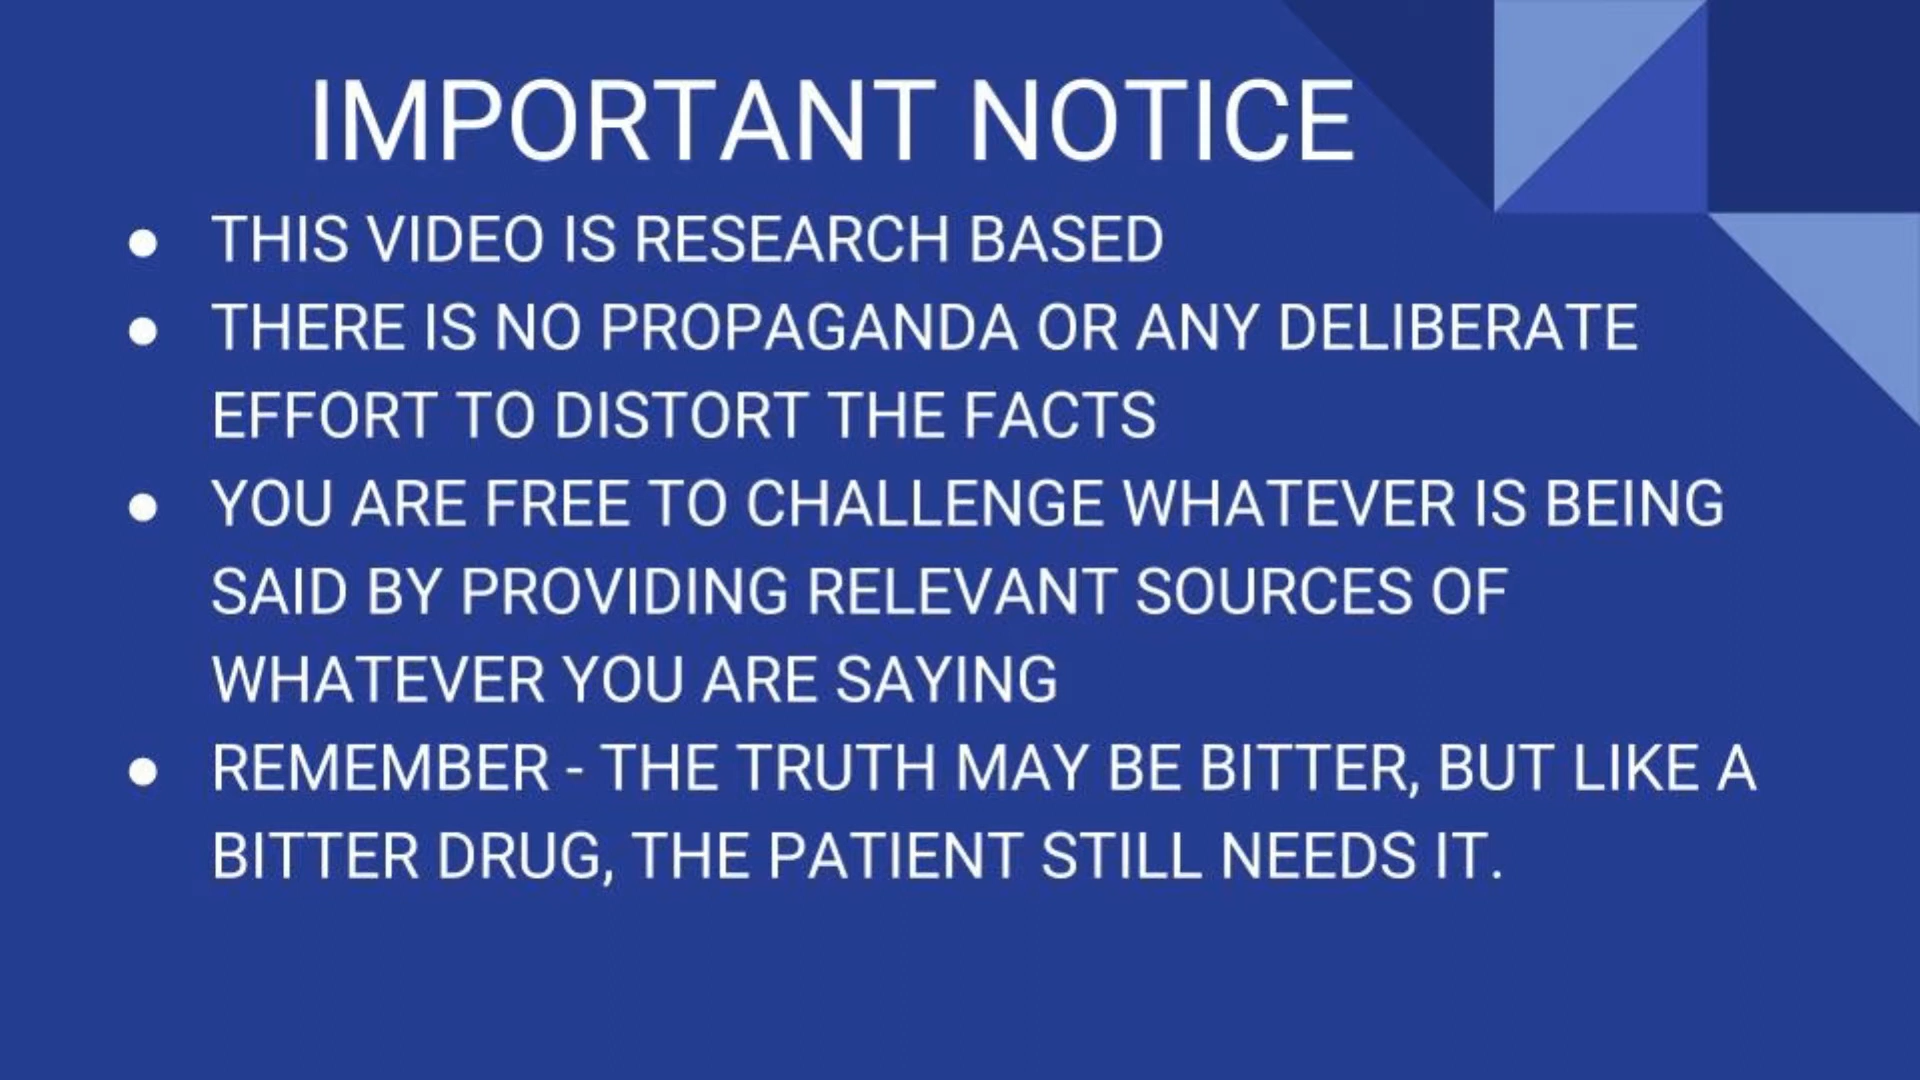 IMPORTANT NOTICE
● THIS VIDEO IS RESEARCH BASED
● THERE IS NO PROPAGANDA OR ANY DELIBERATE
EFFORT TO DISTORT THE FACTS
● YOU ARE FREE TO CHALLENGE WHATEVER IS BEING
SAID BY PROVIDING RELEVANT SOURCES OF
WHATEVER YOU ARE SAYING
● REMEMBER - THE TRUTH MAY BE BITTER, BUT LIKE A
BITTER DRUG, THE PATIENT STILL NEEDS IT.